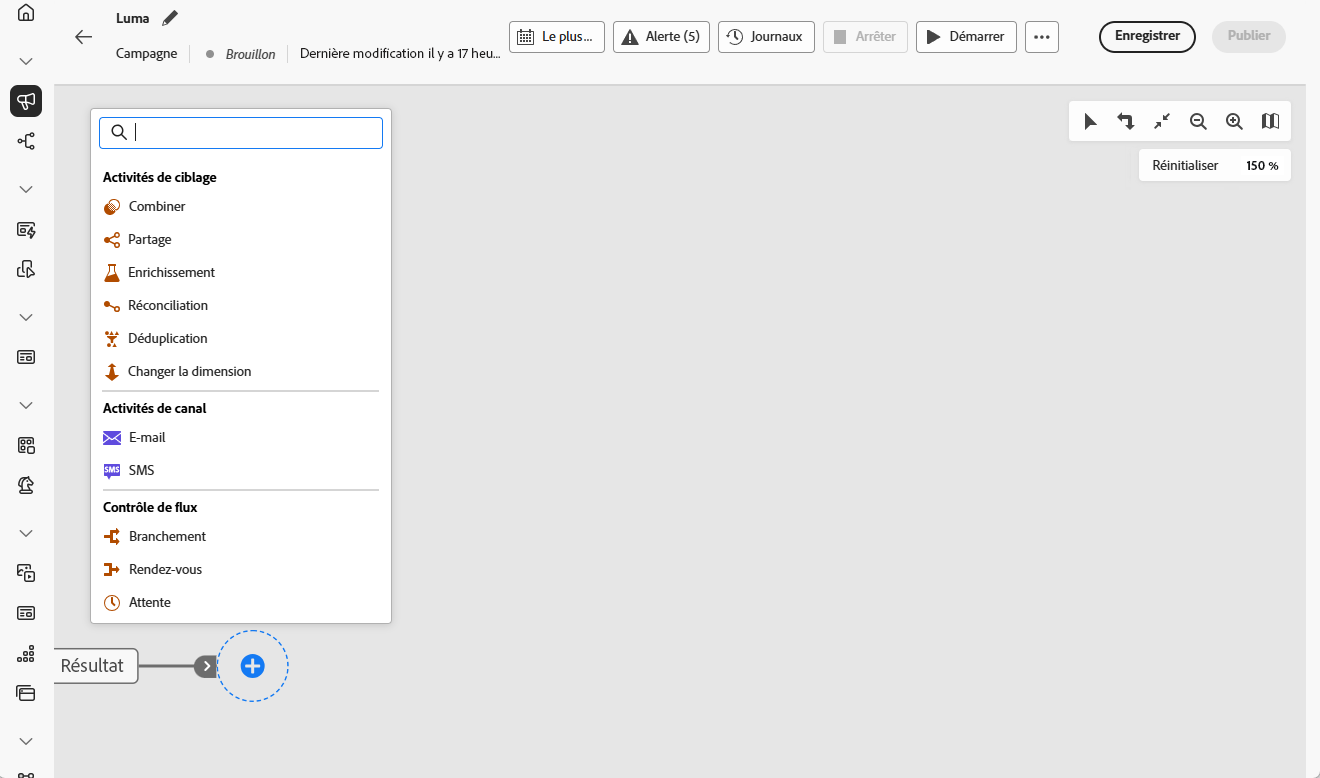 Luma
Campagne
Brouillon
Dernière modification il y a 17 heu...
Le plus...
Alerte (5)
Journaux
Arrêter
Démarrer
Enregistrer
Publier
Réinitialiser
150 %
Activités de ciblage
Combiner
Partage
Enrichissement
Réconciliation
Déduplication
Changer la dimension
Activités de canal
E-mail
SMS
SMS
Contrôle de flux
Branchement
Rendez-vous
Attente
Résultat